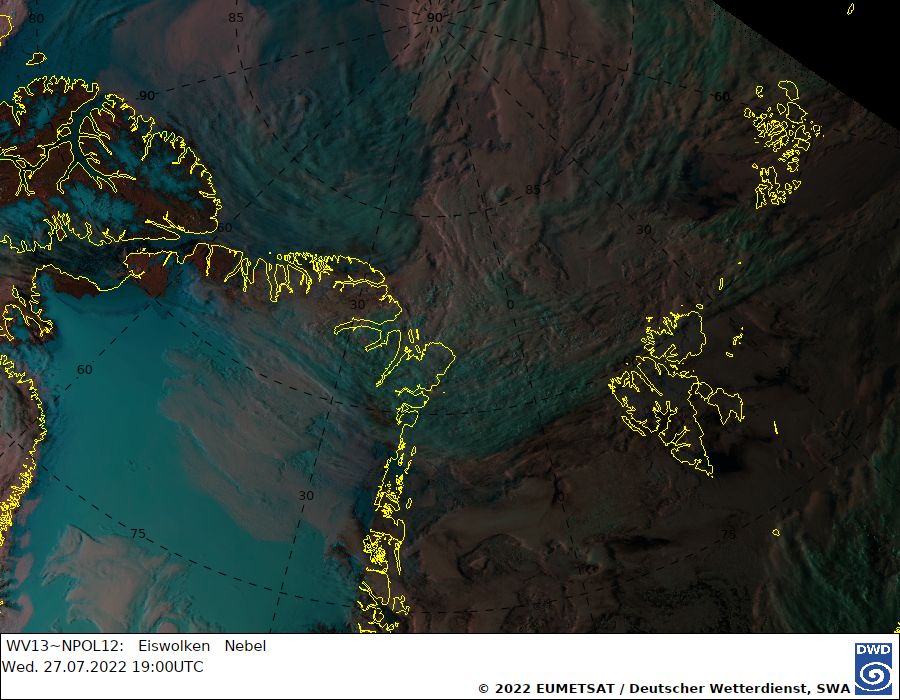 80 85 90
90 60
85
30
0
30
60
30
30
0
75 75
WV13~NPOL12: Eiswolken Nebel
Wed. 27.07.2022 19:00UTC
DWD
© 2022 EUMETSAT / Deutscher Wetterdienst, SWA